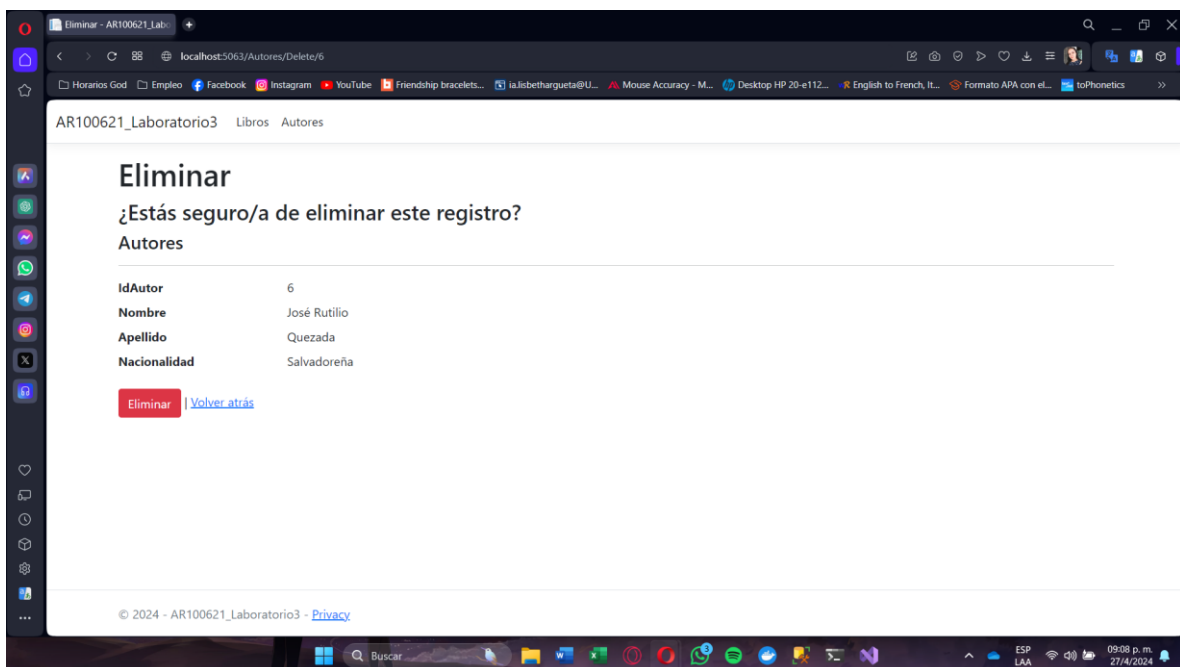 Eliminar - AR100621_Labo
localhost:5063/Autores/Delete/6
Horarios God Empleo Facebook Instagram YouTube Friendship bracelets... ia.lisbethargueta@U... Mouse Accuracy - M... Desktop HP 20-e112... English to French, It... Formato APA con el... toPhonetics
AR100621_Laboratorio3 Libros Autores
Eliminar
¿Estás seguro/a de eliminar este registro?
Autores
IdAutor 6
Nombre José Rutilio
Apellido Quezada
Nacionalidad Salvadoreña
Eliminar | Volver atrás
© 2024 - AR100621_Laboratorio3 - Privacy
Buscar
3
ESP
LAA
09:08 p. m.
27/4/2024